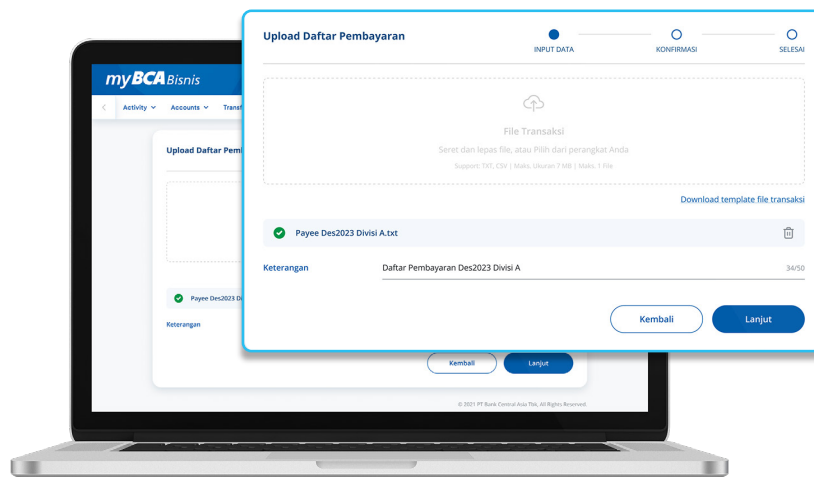 Upload Daftar Pembayaran
INPUT DATA
KONFIRMASI
SELESAI
File Transaksi
Seret dan lepas file, atau Pilih dari perangkat Anda
Support: TXT, CSV | Maks. Ukuran 7 MB | Maks. 1 File
Download template file transaksi
Payee Des2023 Divisi A.txt
Keterangan
Daftar Pembayaran Des2023 Divisi A
34/50
Kembali
Lanjut
myBCA Bisnis
Activity
Accounts
Transf
Upload Daftar Pem
Payee Des2023 D
Keterangan
Kembali
Lanjut
© 2021 PT Bank Central Asia Tbk, All Rights Reserved.